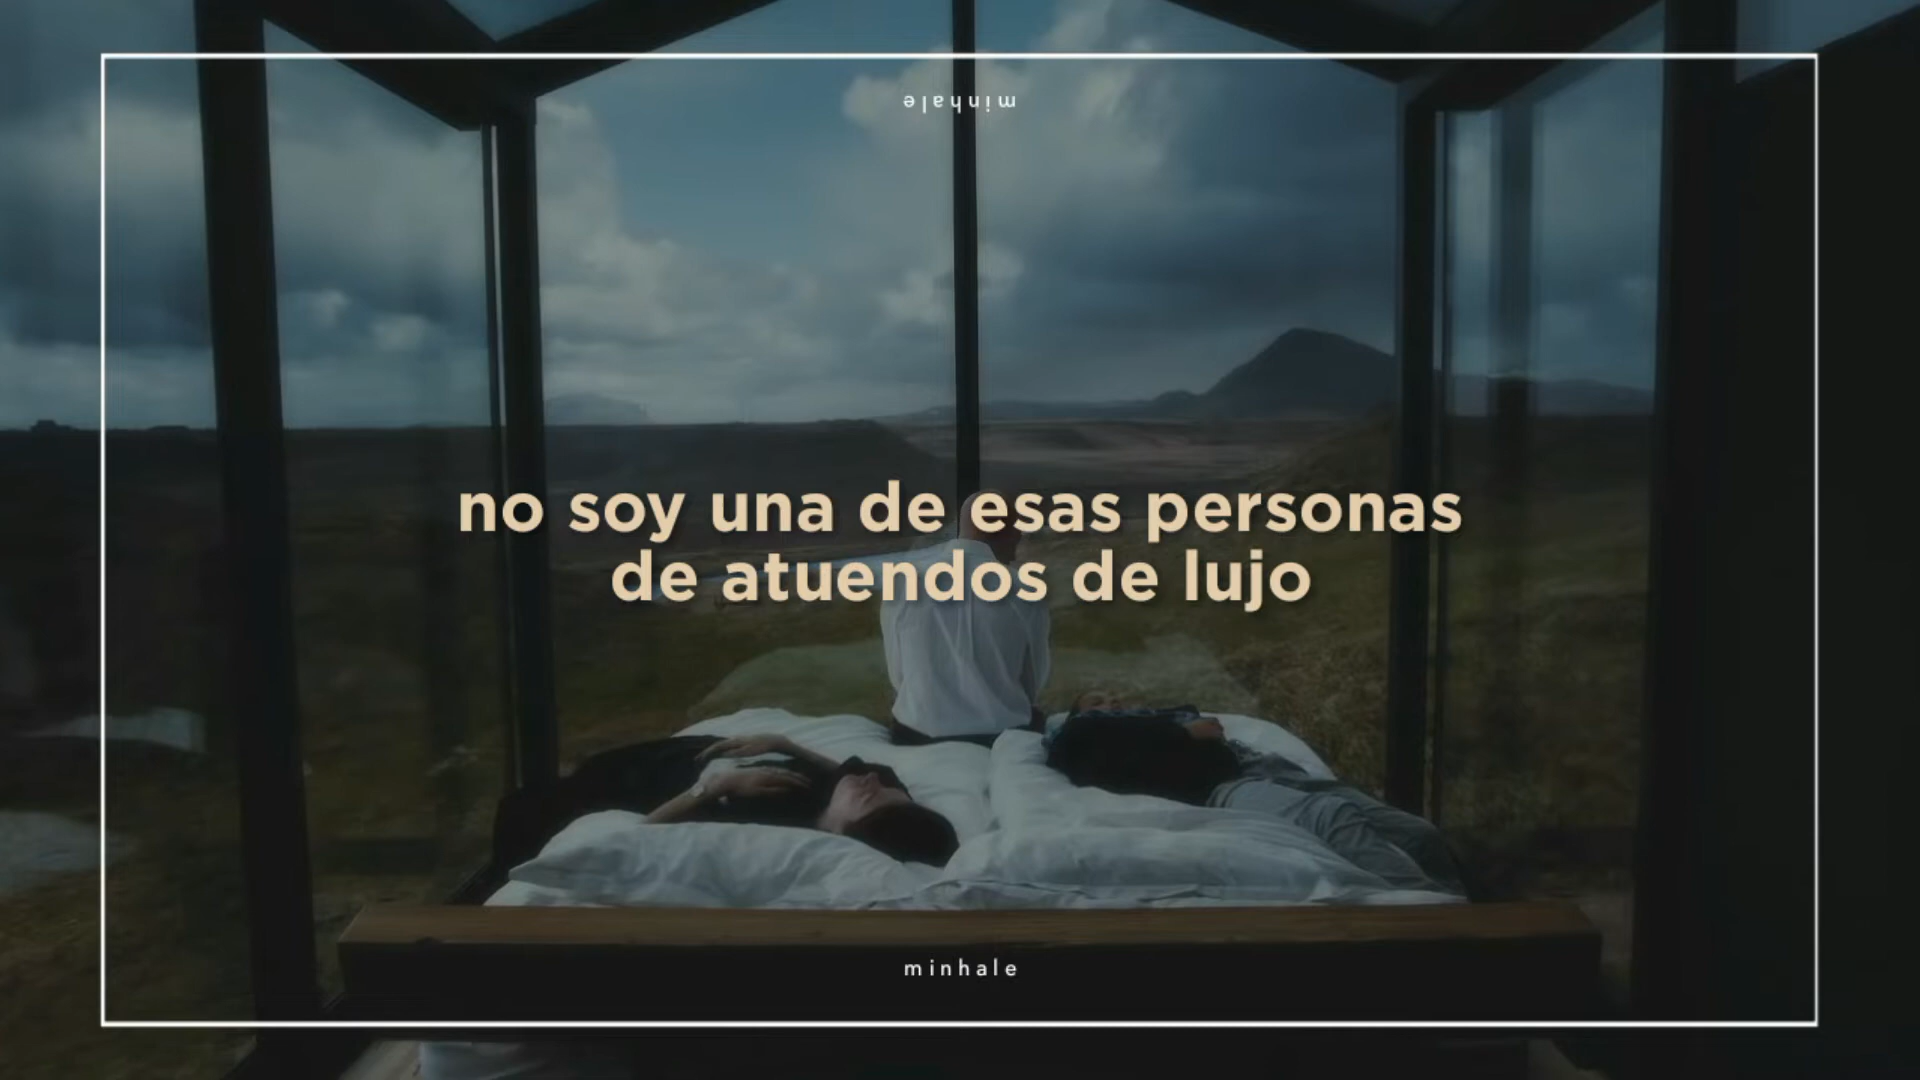 minhale
no soy una de esas personas
de atuendos de lujo
minhale